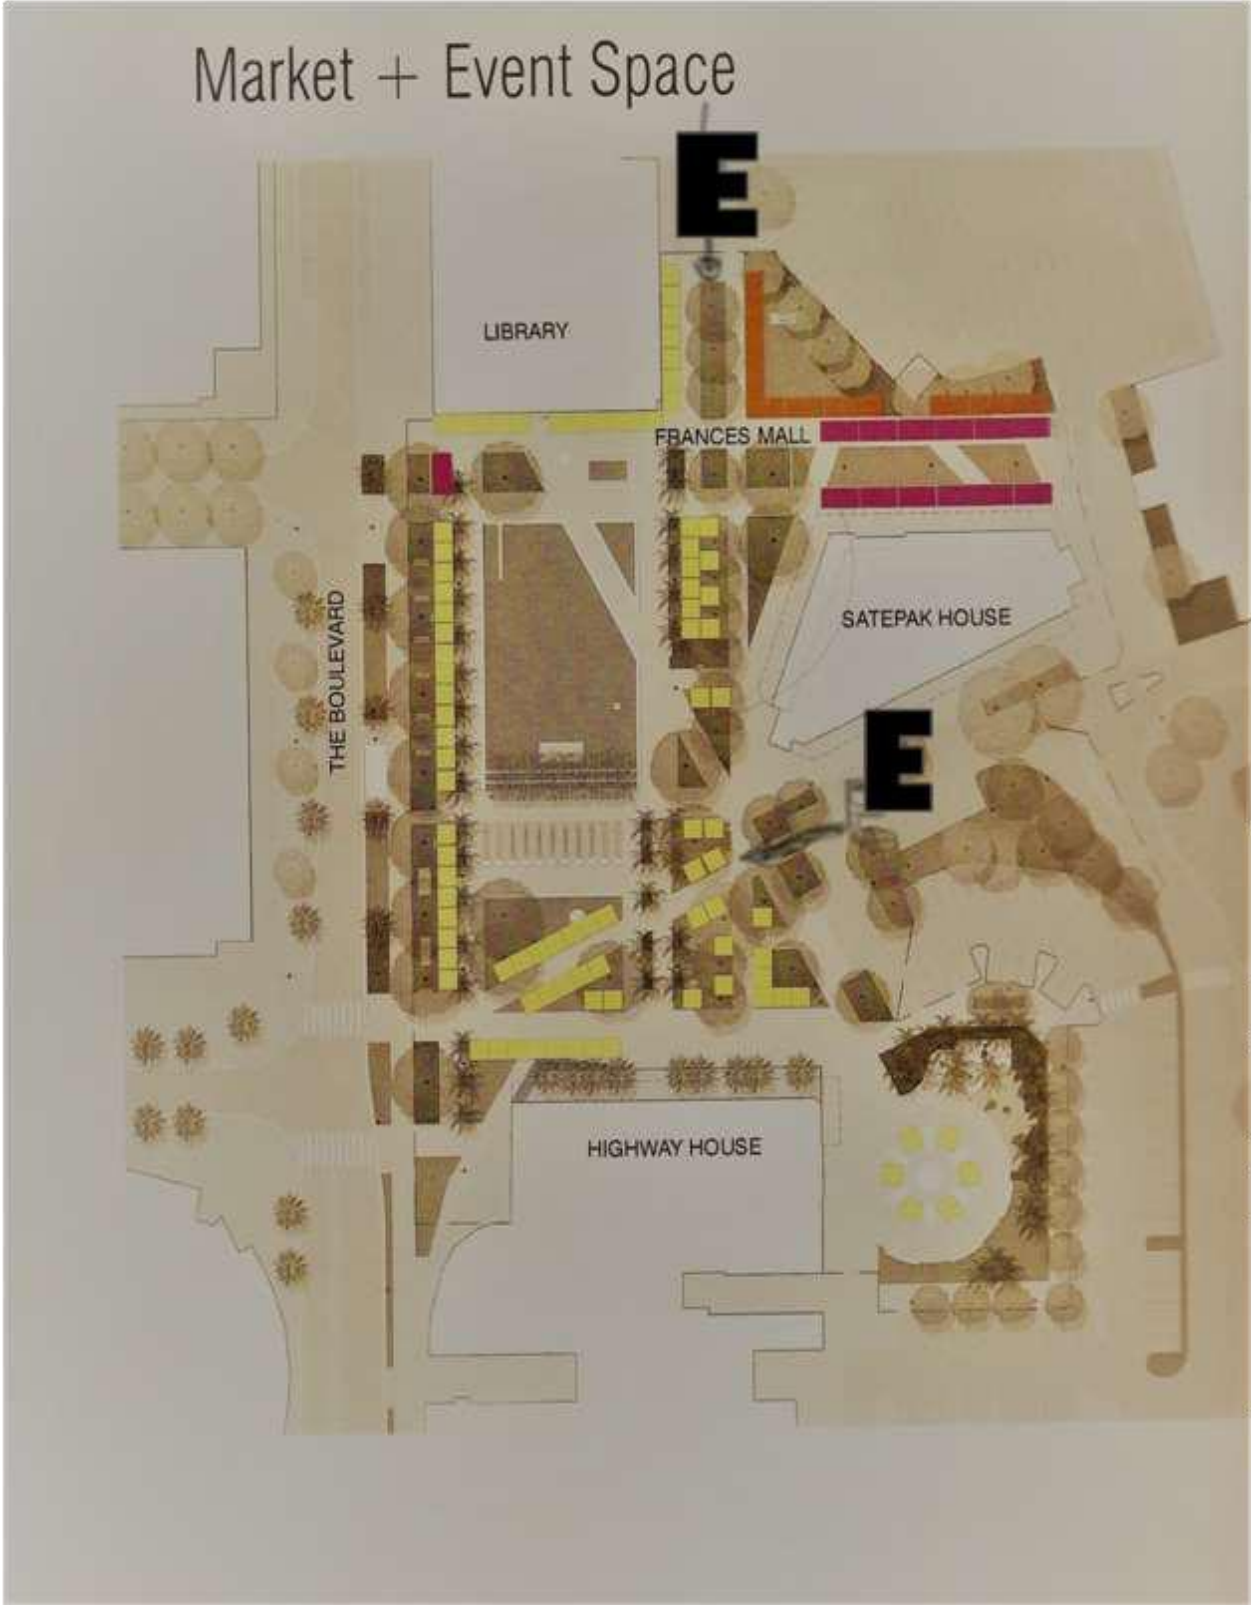 Market + Event Space
E
LIBRARY
FRANCES MALL
THE BOULEVARD
SATEPAK HOUSE
E
HIGHWAY HOUSE